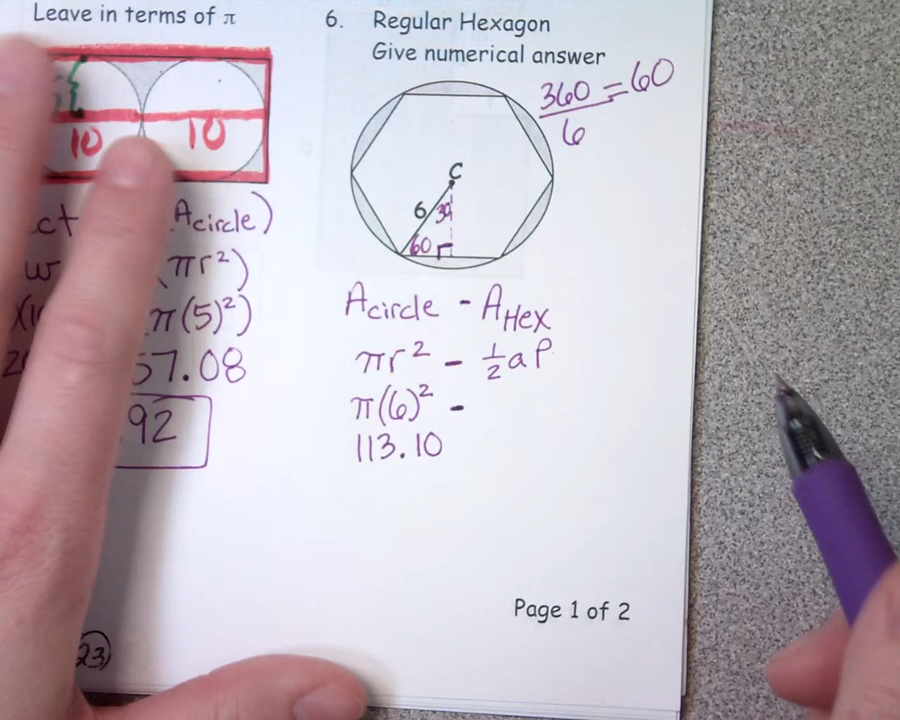 Leave in terms of π
10 10
Acircle)
(πr²)
π(5)²)
57.08
92
23
6. Regular Hexagon
Give numerical answer
360/6 = 60
C
6 30
60
Acircle - AHex
πr² - ½aP
π(6)² -
113.10
Page 1 of 2